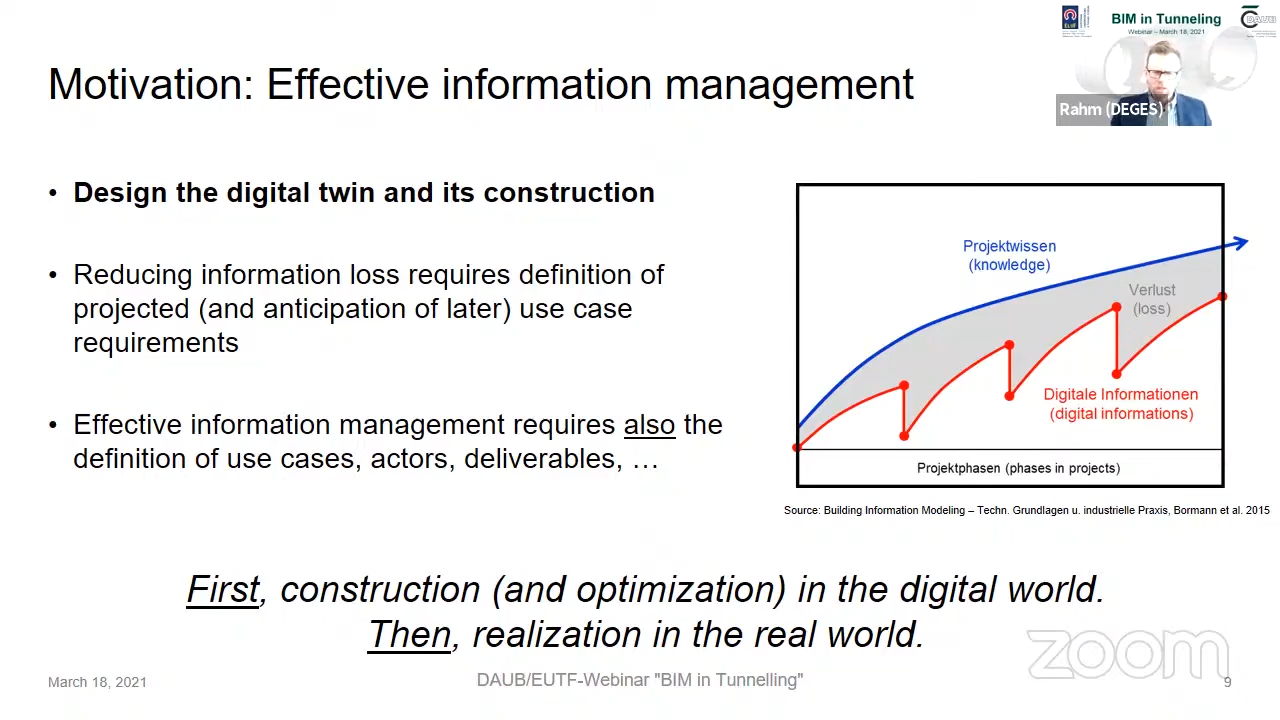 BIM in Tunneling
Webinar – March 18, 2021
DAUB
Rahm (DEGES)
Motivation: Effective information management
• Design the digital twin and its construction
• Reducing information loss requires definition of
projected (and anticipation of later) use case
requirements
• Effective information management requires also the
definition of use cases, actors, deliverables, …
Projektwissen
(knowledge)
Verlust
(loss)
Digitale Informationen
(digital informations)
Projektphasen (phases in projects)
Source: Building Information Modeling – Techn. Grundlagen u. industrielle Praxis, Bormann et al. 2015
First, construction (and optimization) in the digital world.
Then, realization in the real world.
zoom
March 18, 2021
DAUB/EUTF-Webinar "BIM in Tunnelling"
9